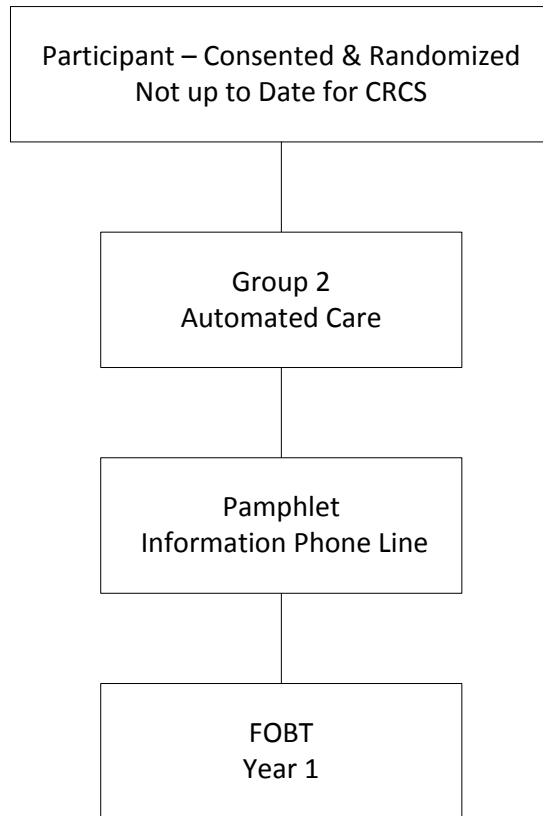 Participant – Consented & Randomized
Not up to Date for CRCS
Group 2
Automated Care
Pamphlet
Information Phone Line
FOBT
Year 1